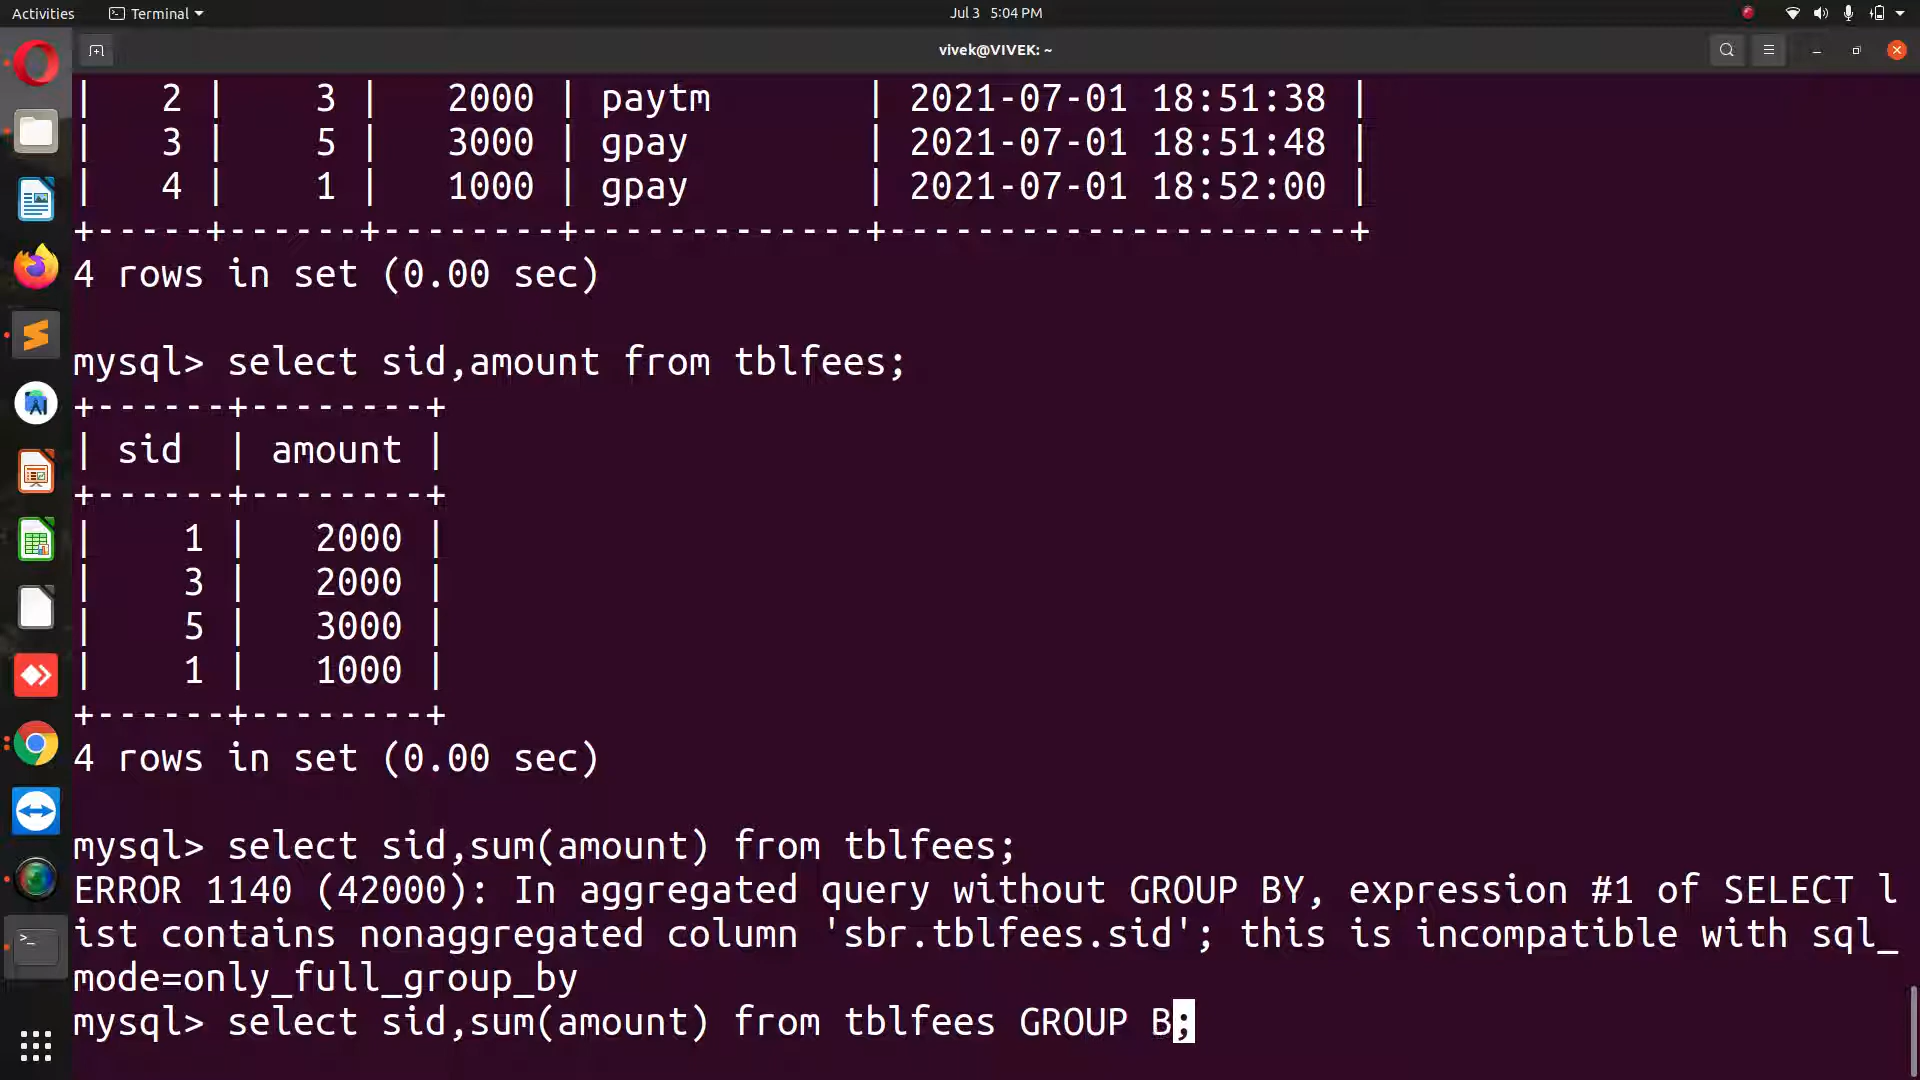 Activities Terminal Jul 3 5:04 PM
vivek@VIVEK: ~
| 2 | 3 | 2000 | paytm | 2021-07-01 18:51:38 |
| 3 | 5 | 3000 | gpay | 2021-07-01 18:51:48 |
| 4 | 1 | 1000 | gpay | 2021-07-01 18:52:00 |
+-----+------+--------+-------------+---------------------+
4 rows in set (0.00 sec)
mysql> select sid,amount from tblfees;
+------+--------+
| sid | amount |
+------+--------+
| 1 | 2000 |
| 3 | 2000 |
| 5 | 3000 |
| 1 | 1000 |
+------+--------+
4 rows in set (0.00 sec)
mysql> select sid,sum(amount) from tblfees;
ERROR 1140 (42000): In aggregated query without GROUP BY, expression #1 of SELECT l
ist contains nonaggregated column 'sbr.tblfees.sid'; this is incompatible with sql_
mode=only_full_group_by
mysql> select sid,sum(amount) from tblfees GROUP B;